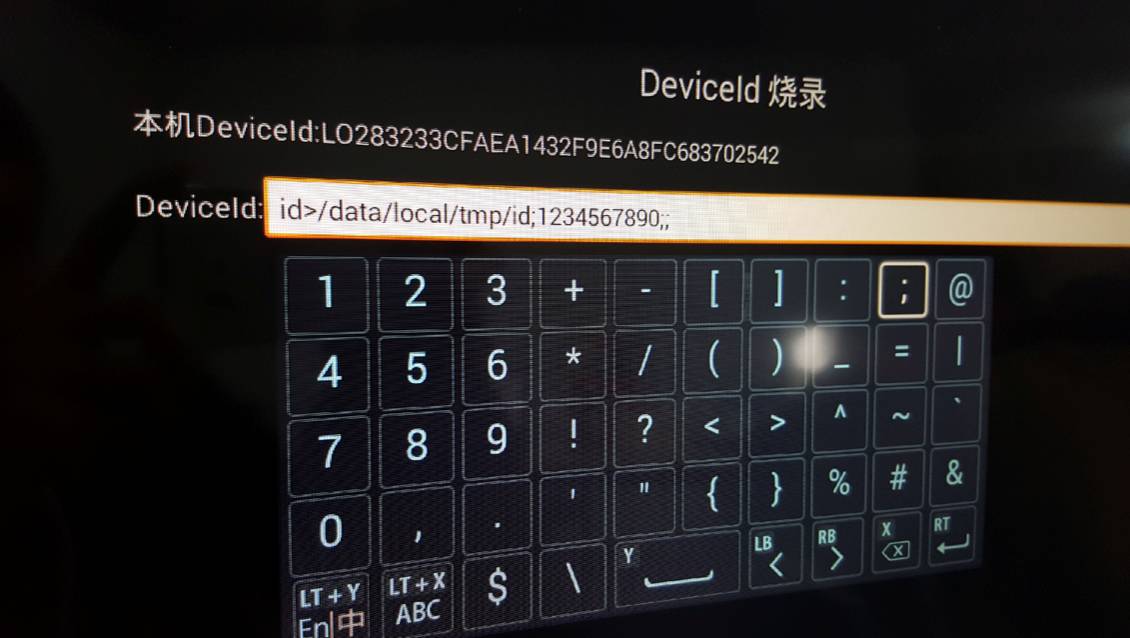 DeviceId 烧录
本机DeviceId:LO283233CFAEA1432F9E6A8FC683702542
DeviceId: id>/data/local/tmp/id;1234567890;;
1 2 3 + - [ ] : ; @
4 5 6 * / ( ) _ = |
7 8 9 ! ? < > ^ ~ `
0 , . ' " { } % # &
LT+Y En|中 LT+X ABC $ \ Y LB < RB > X RT